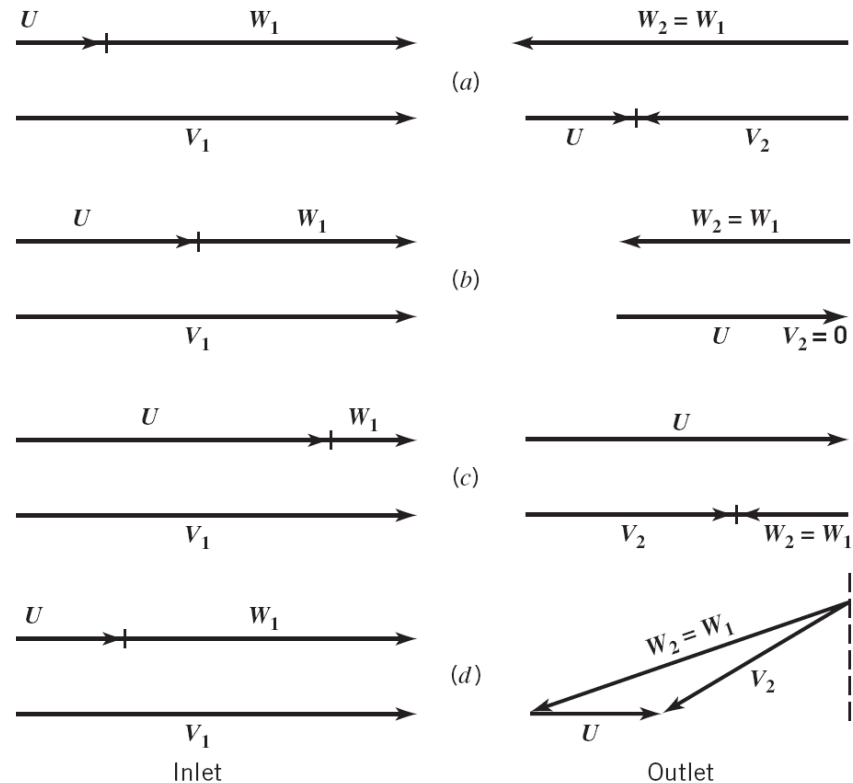 U W₁ W₂ = W₁
(a)
V₁ U V₂
U W₁ W₂ = W₁
(b)
V₁ U V₂ = 0
U W₁ U
(c)
V₁ V₂ W₂ = W₁
U W₁ W₂ = W₁
(d) V₂
V₁ U
Inlet Outlet